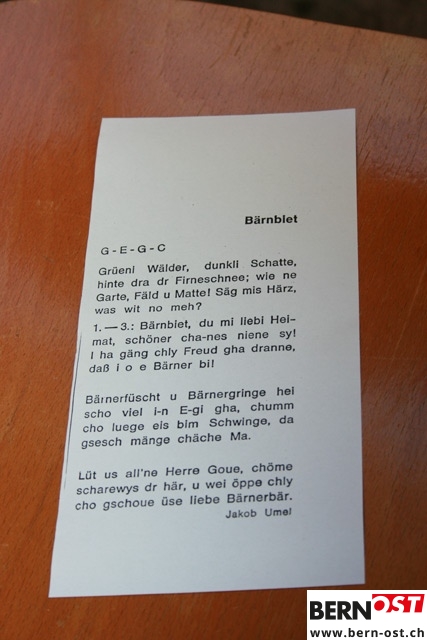 Bärnbiet
G - E - G - C
Grüeni Wälder, dunkli Schatte,
hinte dra dr Firneschnee; wie ne
Garte, Fäld u Matte! Säg mis Härz,
was wit no meh?
1. — 3.: Bärnbiet, du mi liebi Hei-
mat, schöner cha-nes niene sy!
I ha gäng chly Freud gha dranne,
daß i o e Bärner bi!
Bärnerfüscht u Bärnergringe hei
scho viel i-n E-gi gha, chumm
cho luege eis bim Schwinge, da
gsesch mänge chäche Ma.
Lüt us all'ne Herre Goue, chöme
scharewys dr här, u wei öppe chly
cho gschoue üse liebe Bärnerbär.
Jakob Umel
BERNOST
www.bern-ost.ch